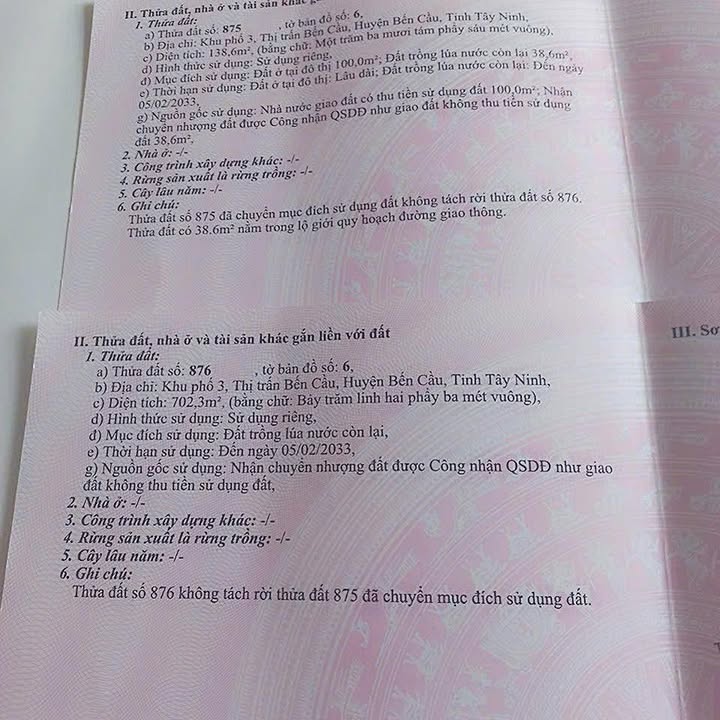 II. Thửa đất, nhà ở và tài sản khác
1. Thửa đất:
a) Thửa đất số: 875 , tờ bản đồ số: 6,
b) Địa chỉ: Khu phố 3, Thị trấn Bến Cầu, Huyện Bến Cầu, Tỉnh Tây Ninh,
c) Diện tích: 138,6m², (bằng chữ: Một trăm ba mươi tám phẩy sáu mét vuông),
d) Hình thức sử dụng: Sử dụng riêng,
đ) Mục đích sử dụng: Đất ở tại đô thị 100,0m²; Đất trồng lúa nước còn lại 38,6m²,
e) Thời hạn sử dụng: Đất ở tại đô thị: Lâu dài; Đất trồng lúa nước còn lại: Đến ngày
05/02/2033,
g) Nguồn gốc sử dụng: Nhà nước giao đất có thu tiền sử dụng đất 100,0m²; Nhận
chuyển nhượng đất được Công nhận QSDĐ như giao đất không thu tiền sử dụng
đất 38,6m²,
2. Nhà ở: -/-
3. Công trình xây dựng khác: -/-
4. Rừng sản xuất là rừng trồng: -/-
5. Cây lâu năm: -/-
6. Ghi chú:
Thửa đất số 875 đã chuyển mục đích sử dụng đất không tách rời thửa đất số 876.
Thửa đất có 38.6m² nằm trong lộ giới quy hoạch đường giao thông.
II. Thửa đất, nhà ở và tài sản khác gắn liền với đất
1. Thửa đất:
a) Thửa đất số: 876 , tờ bản đồ số: 6,
b) Địa chỉ: Khu phố 3, Thị trấn Bến Cầu, Huyện Bến Cầu, Tỉnh Tây Ninh,
c) Diện tích: 702,3m², (bằng chữ: Bảy trăm linh hai phẩy ba mét vuông),
d) Hình thức sử dụng: Sử dụng riêng,
đ) Mục đích sử dụng: Đất trồng lúa nước còn lại,
e) Thời hạn sử dụng: Đến ngày 05/02/2033,
g) Nguồn gốc sử dụng: Nhận chuyển nhượng đất được Công nhận QSDĐ như giao
đất không thu tiền sử dụng đất,
2. Nhà ở: -/-
3. Công trình xây dựng khác: -/-
4. Rừng sản xuất là rừng trồng: -/-
5. Cây lâu năm: -/-
6. Ghi chú:
Thửa đất số 876 không tách rời thửa đất 875 đã chuyển mục đích sử dụng đất.
III. Sơ